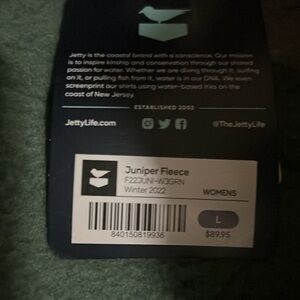 Jetty is the coastal brand with a conscience. Our mission
is to inspire kinship and conservation through our shared
passion for water. Whether we are diving through it, surfing
on it, or pulling fish from it, water is in our DNA. We even
screenprint our shirts using water-based inks on the
coast of New Jersey.
ESTABLISHED 2003
JettyLife.com
@TheJettyLife
Juniper Fleece
F22JUNI-WJGRN
Winter 2022
WOMENS
L
$89.95
840150819936